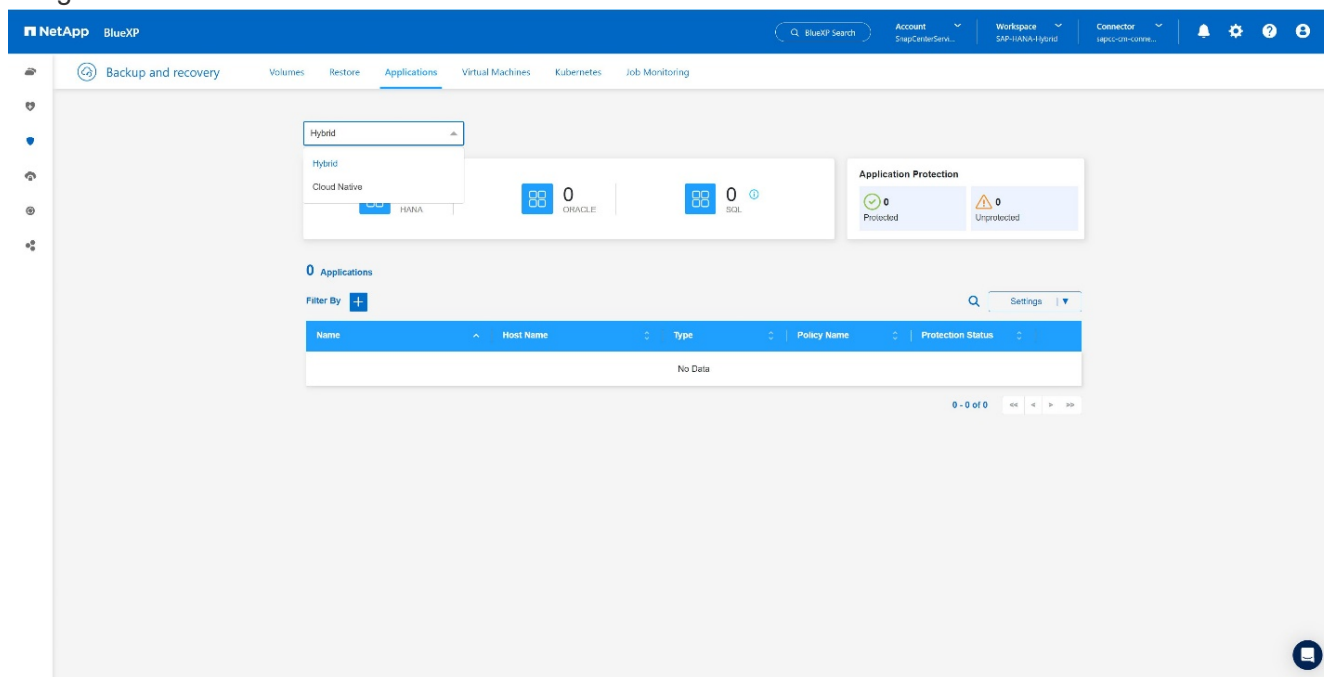 NetApp BlueXP
BlueXP Search
Account
SnapCenterServi...
Workspace
SAP-HANA-Hybrid
Connector
sapcc-cm-conne...
Backup and recovery
Volumes Restore Applications Virtual Machines Kubernetes Job Monitoring
Hybrid
Hybrid
Cloud Native
HANA
0
ORACLE
0
SQL
Application Protection
0
Protected
0
Unprotected
0 Applications
Filter By
Settings
Name Host Name Type Policy Name Protection Status
No Data
0 - 0 of 0